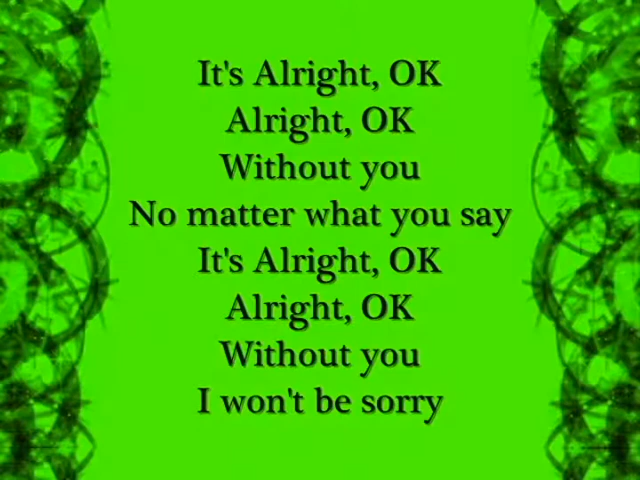 It's Alright, OK
Alright, OK
Without you
No matter what you say
It's Alright, OK
Alright, OK
Without you
I won't be sorry